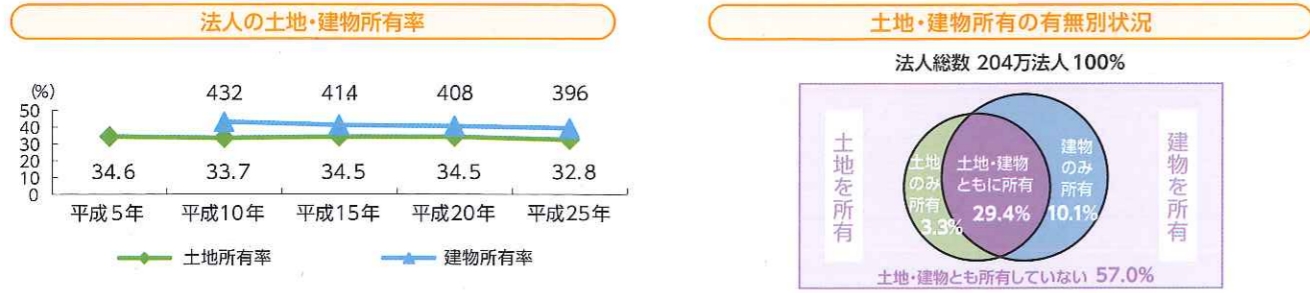 法人の土地・建物所有率
(%)
432 414 408 396
50
40
30
20
10
0
34.6 33.7 34.5 34.5 32.8
平成5年 平成10年 平成15年 平成20年 平成25年
土地所有率 建物所有率
土地・建物所有の有無別状況
法人総数 204万法人 100%
土地を所有
土地
のみ
所有
3.3%
土地・建物
ともに所有
29.4%
建物
のみ
所有
10.1%
建物を所有
土地・建物とも所有していない 57.0%